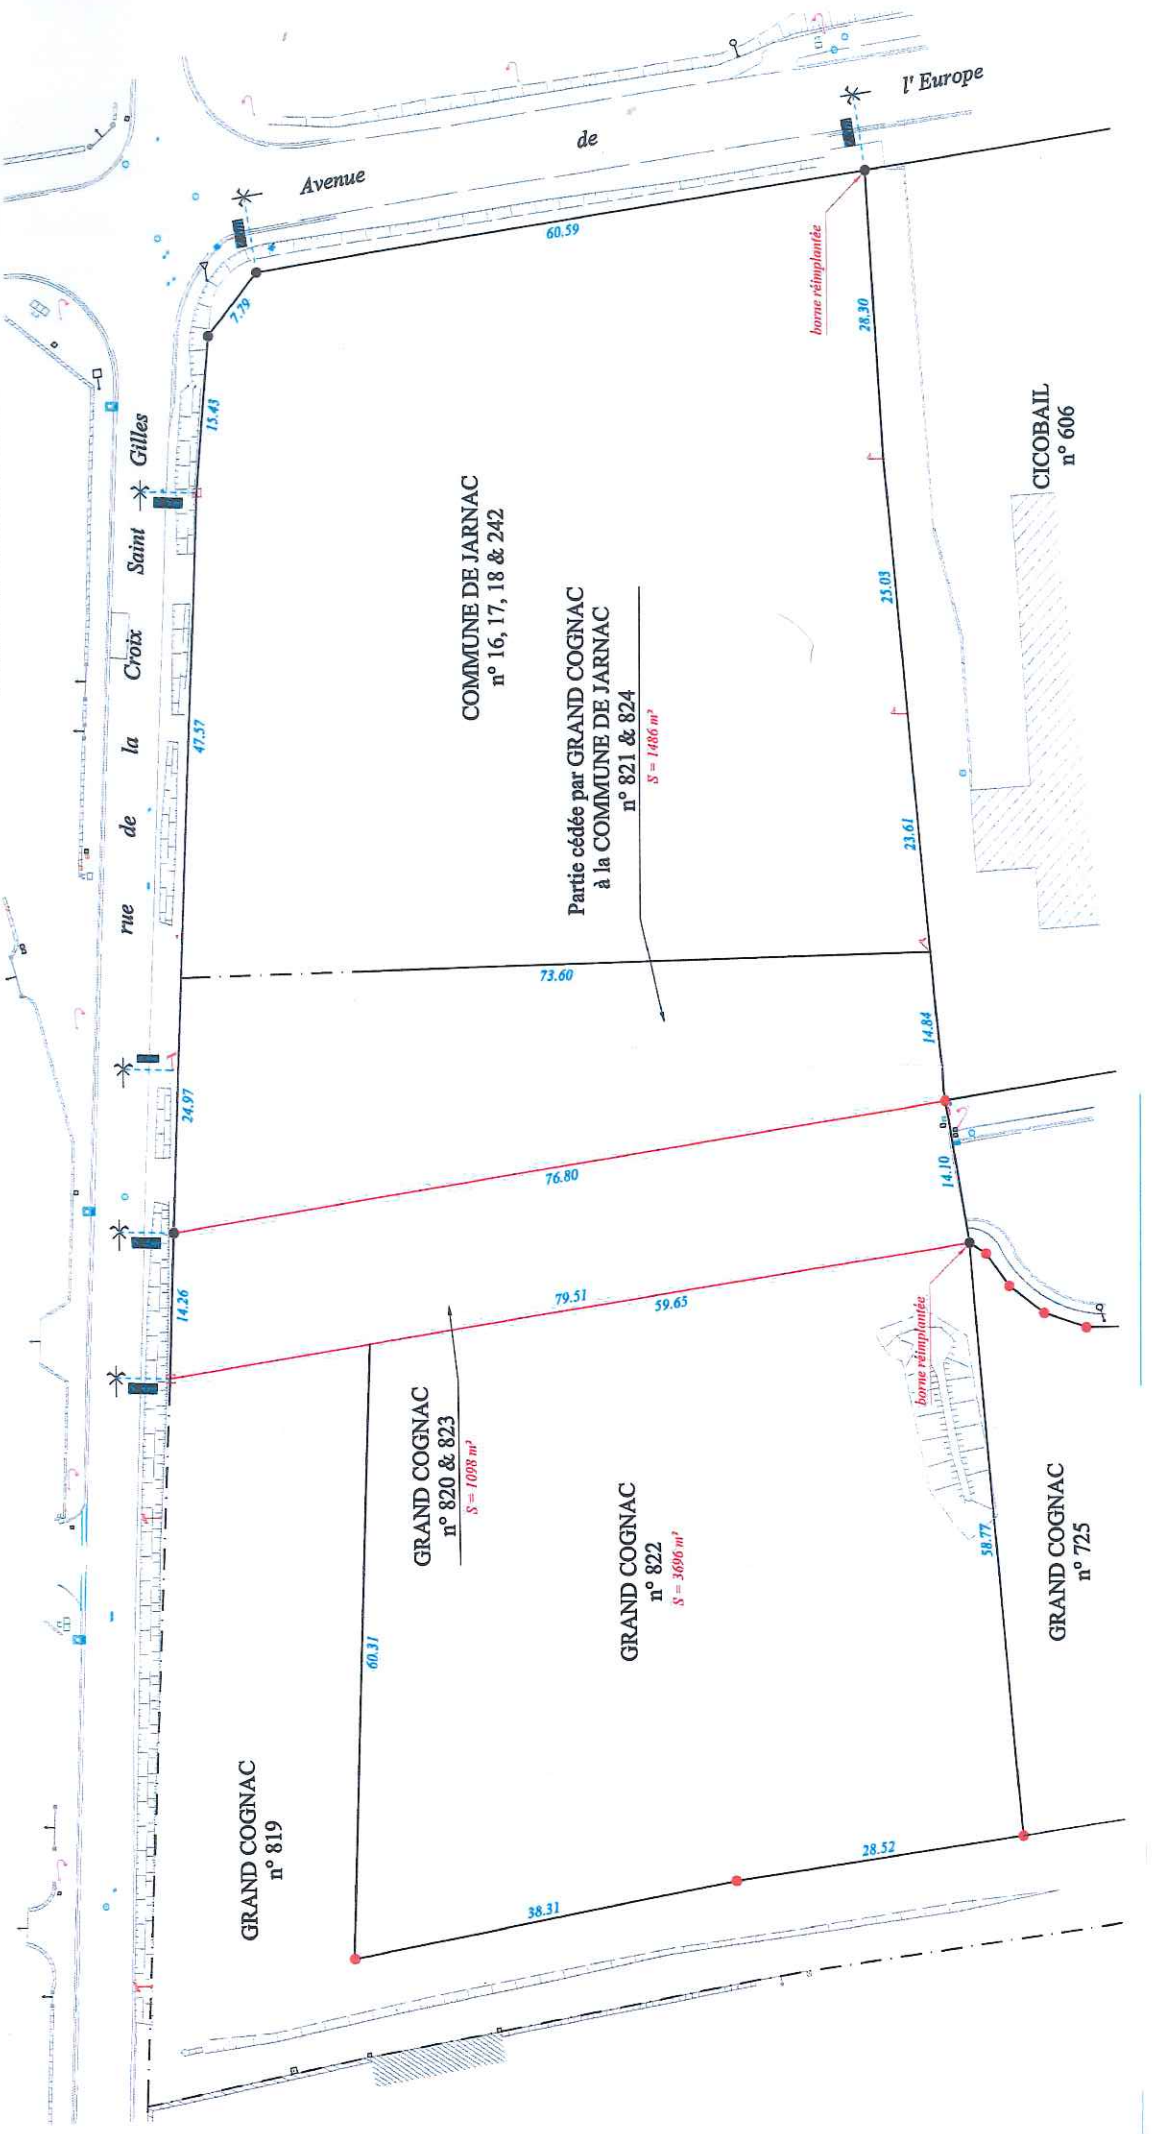 Avenue
de
l' Europe
rue de la Croix Saint Gilles
60.59
7.79
15.43
47.57
24.97
14.26
28.30
25.03
23.61
14.84
14.10
73.60
76.80
79.51
59.65
60.31
58.77
38.31
28.52
borne réimplantée
borne réimplantée
COMMUNE DE JARNAC
n° 16, 17, 18 & 242
Partie cédée par GRAND COGNAC
à la COMMUNE DE JARNAC
n° 821 & 824
S = 1486 m²
CICOBAIL
n° 606
GRAND COGNAC
n° 820 & 823
S = 1098 m²
GRAND COGNAC
n° 822
S = 3696 m²
GRAND COGNAC
n° 819
GRAND COGNAC
n° 725